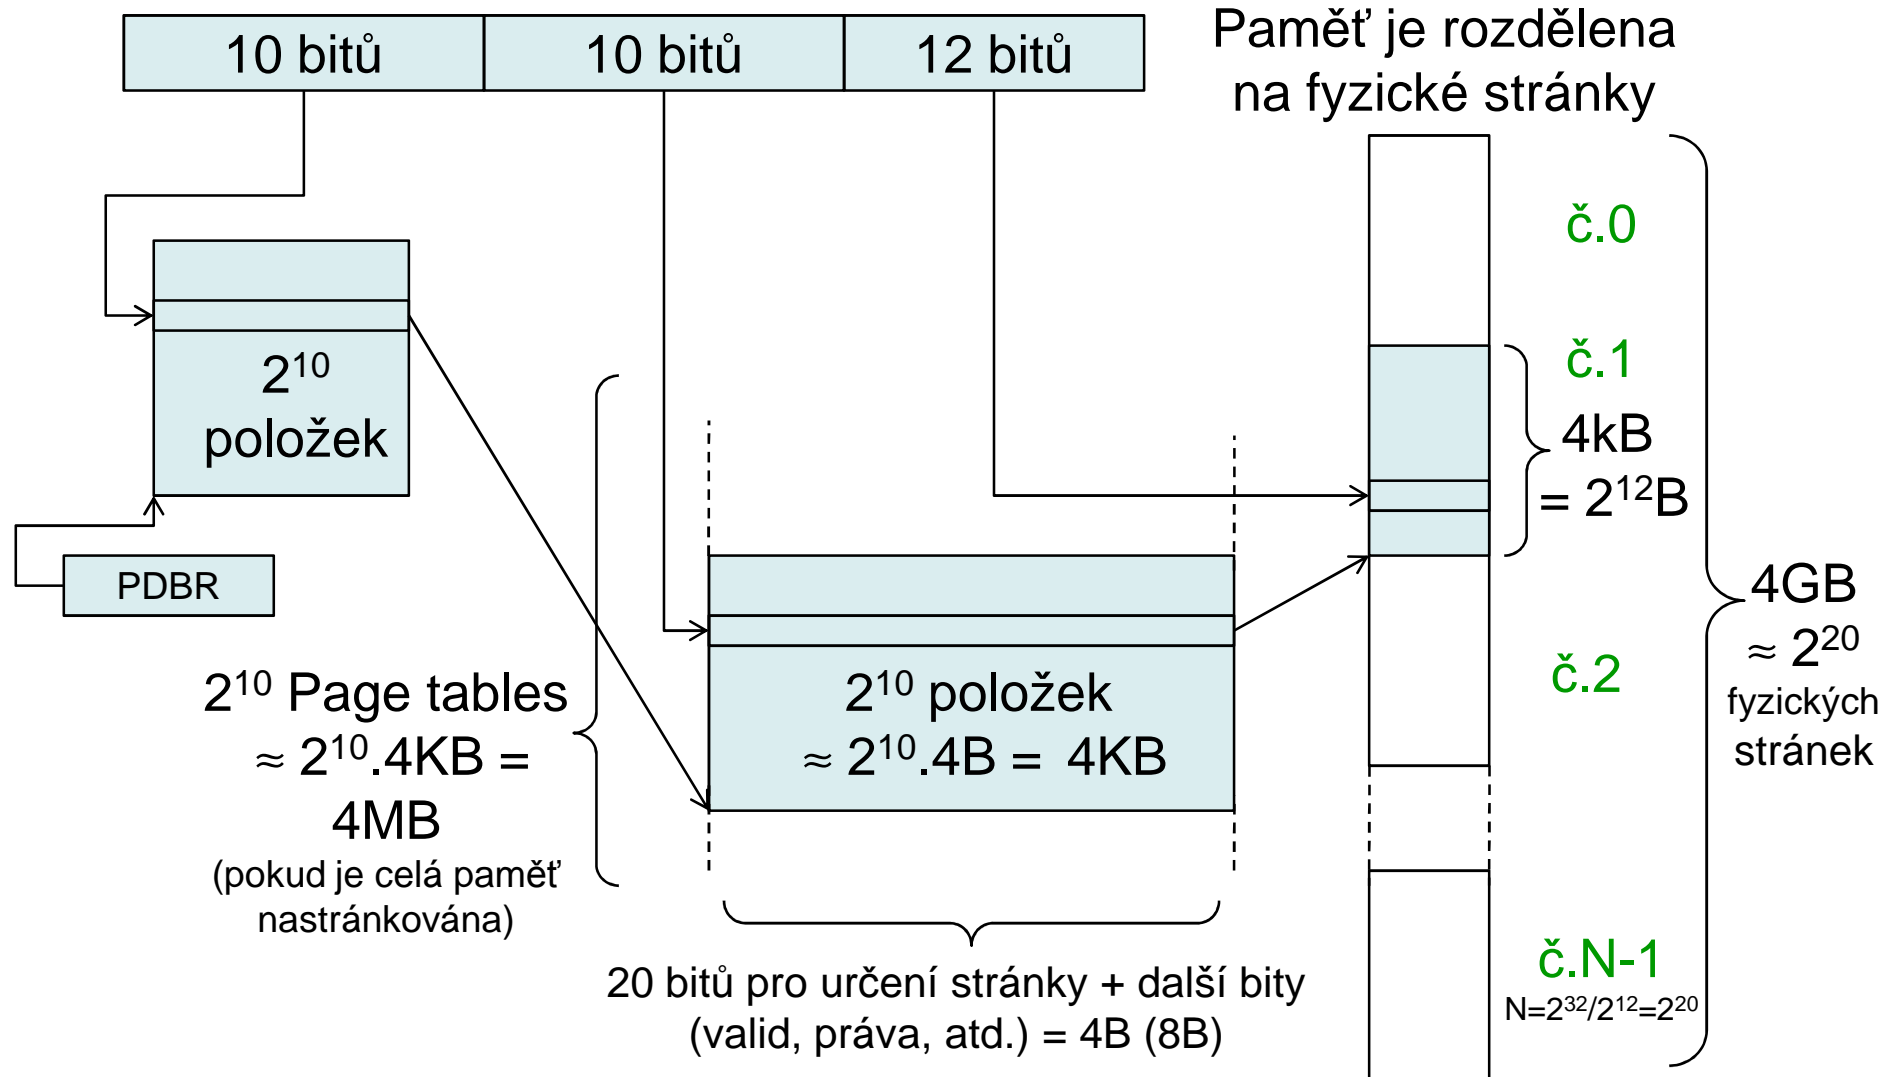 10 bitů
10 bitů
12 bitů
Paměť je rozdělena
na fyzické stránky
č.0
2¹⁰
položek
č.1
4kB
= 2¹²B
PDBR
4GB
≈ 2²⁰
fyzických
stránek
č.2
2¹⁰ Page tables
≈ 2¹⁰.4KB =
4MB
(pokud je celá paměť
nastránkována)
2¹⁰ položek
≈ 2¹⁰.4B = 4KB
20 bitů pro určení stránky + další bity
(valid, práva, atd.) = 4B (8B)
č.N-1
N=2³²/2¹²=2²⁰